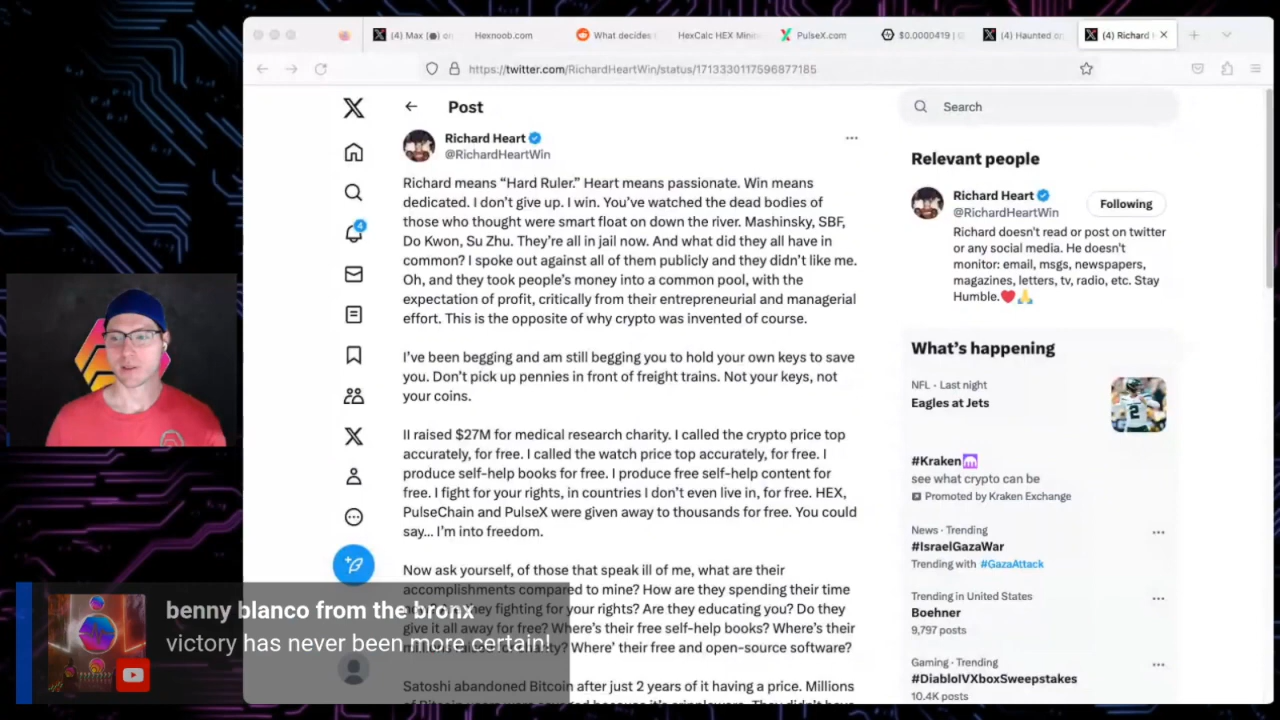 (4) Max (
) on
Hexnoob.com
What decides
HexCalc HEX Mini
PulseX.com
$0.0000419 | G
(4) Haunted on
(4) Richard H
https://twitter.com/RichardHeartWin/status/1713330117596877185
Post
Search
Richard Heart
@RichardHeartWin
Richard means “Hard Ruler.” Heart means passionate. Win means
dedicated. I don’t give up. I win. You’ve watched the dead bodies of
those who thought were smart float on down the river. Mashinsky, SBF,
Do Kwon, Su Zhu. They’re all in jail now. And what did they all have in
common? I spoke out against all of them publicly and they didn’t like me.
Oh, and they took people’s money into a common pool, with the
expectation of profit, critically from their entrepreneurial and managerial
effort. This is the opposite of why crypto was invented of course.
I’ve been begging and am still begging you to hold your own keys to save
you. Don’t pick up pennies in front of freight trains. Not your keys, not
your coins.
II raised $27M for medical research charity. I called the crypto price top
accurately, for free. I called the watch price top accurately, for free. I
produce self-help books for free. I produce free self-help content for
free. I fight for your rights, in countries I don’t even live in, for free. HEX,
PulseChain and PulseX were given away to thousands for free. You could
say... I’m into freedom.
Now ask yourself, of those that speak ill of me, what are their
accomplishments compared to mine? How are they spending their time
fighting for your rights? Are they educating you? Do they
give it all away for free? Where’s their free self-help books? Where’s their
Where’ their free and open-source software?
Satoshi abandoned Bitcoin after just 2 years of it having a price. Millions
4
Relevant people
Richard Heart
@RichardHeartWin
Following
Richard doesn't read or post on twitter
or any social media. He doesn't
monitor: email, msgs, newspapers,
magazines, letters, tv, radio, etc. Stay
Humble.❤️🙏
What’s happening
NFL · Last night
Eagles at Jets
#Kraken
see what crypto can be
Promoted by Kraken Exchange
News · Trending
#IsraelGazaWar
Trending with #GazaAttack
Trending in United States
Boehner
9,797 posts
Gaming · Trending
#DiabloIVXboxSweepstakes
10.4K posts
benny blanco from the bronx
victory has never been more certain!